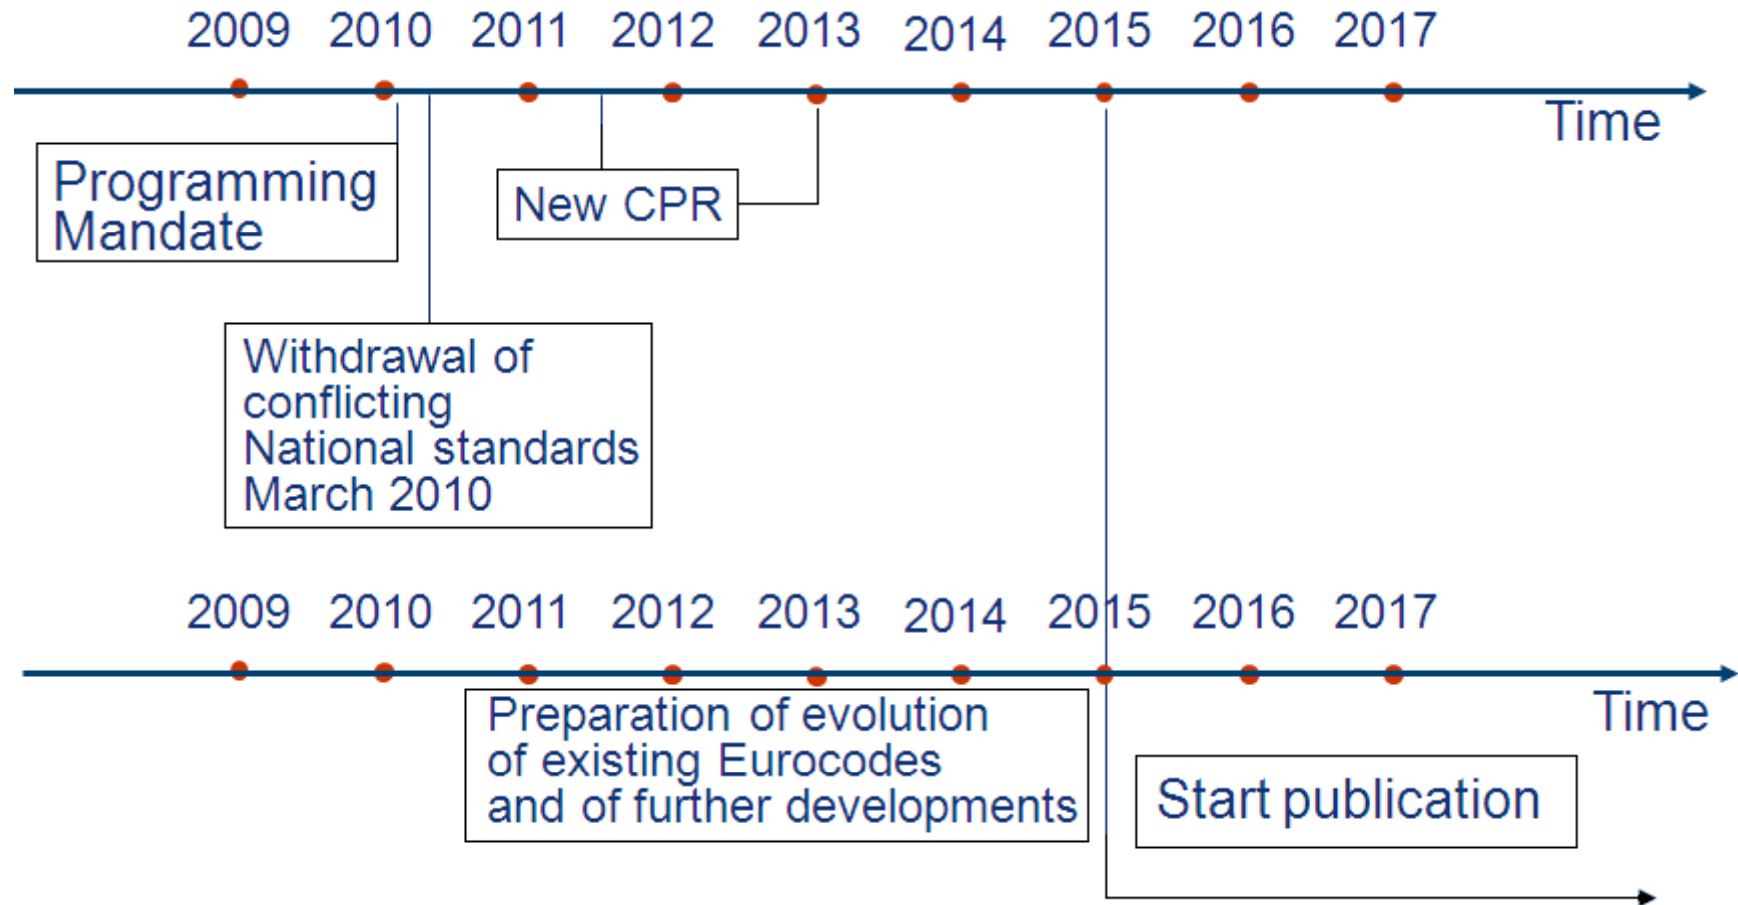 2009 2010 2011 2012 2013 2014 2015 2016 2017
Time
Programming
Mandate
New CPR
Withdrawal of
conflicting
National standards
March 2010
2009 2010 2011 2012 2013 2014 2015 2016 2017
Time
Preparation of evolution
of existing Eurocodes
and of further developments
Start publication